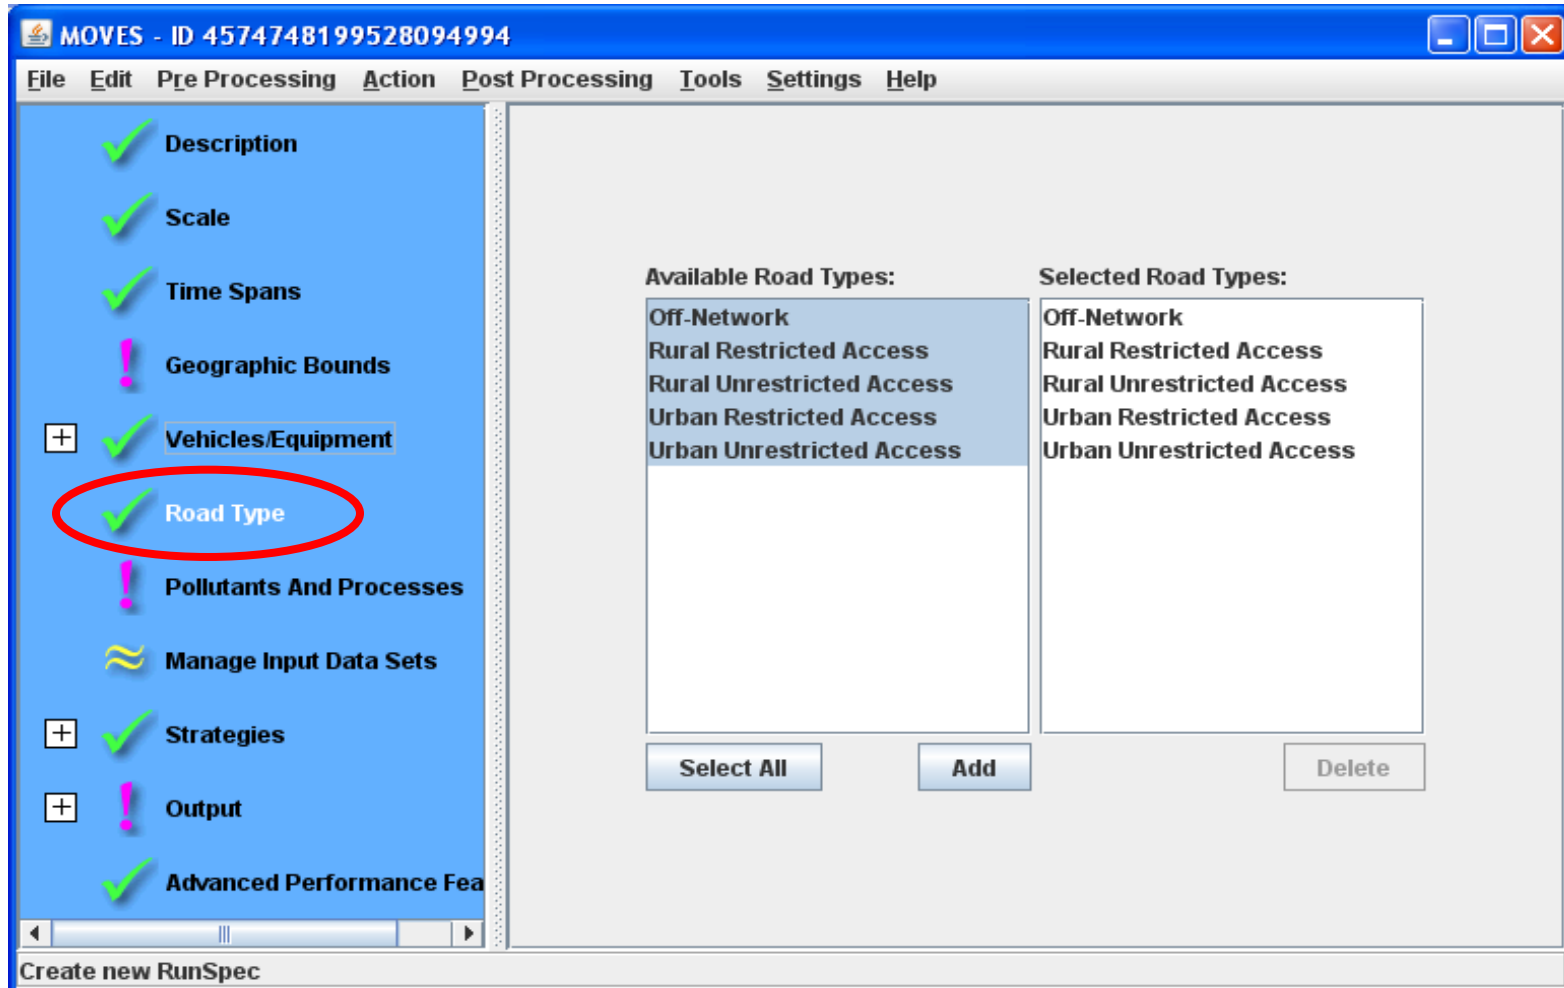 MOVES - ID 4574748199528094994
File Edit Pre Processing Action Post Processing Tools Settings Help
Description
Scale
Time Spans
Geographic Bounds
Vehicles/Equipment
Road Type
Pollutants And Processes
Manage Input Data Sets
Strategies
Output
Advanced Performance Fea
Available Road Types:
Off-Network
Rural Restricted Access
Rural Unrestricted Access
Urban Restricted Access
Urban Unrestricted Access
Select All
Add
Selected Road Types:
Off-Network
Rural Restricted Access
Rural Unrestricted Access
Urban Restricted Access
Urban Unrestricted Access
Delete
Create new RunSpec